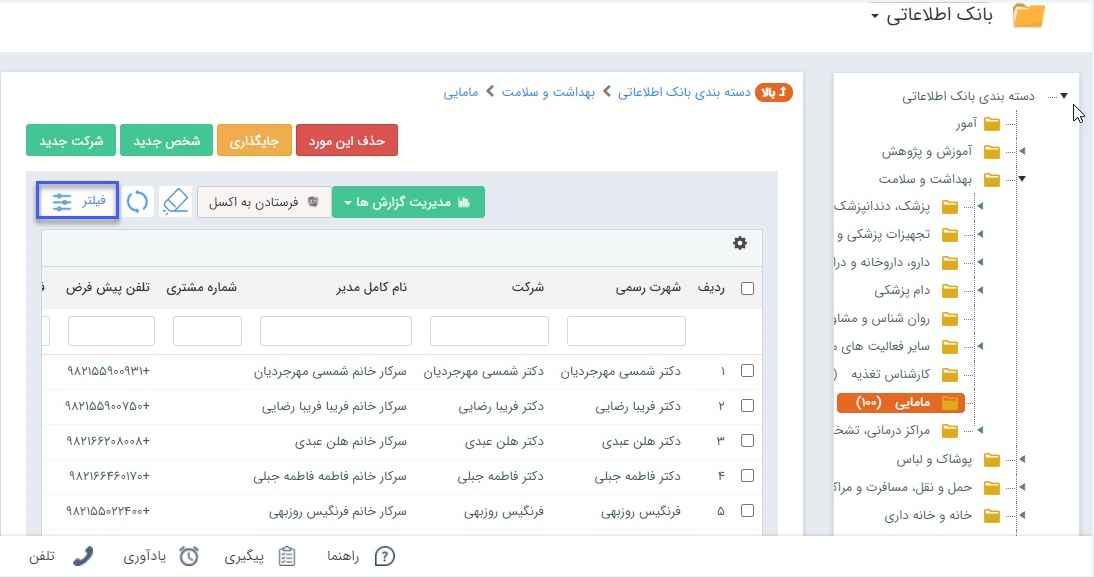 بانک اطلاعاتی
دسته بندی بانک اطلاعاتی
آمور
آموزش و پژوهش
بهداشت و سلامت
پزشک، دندانپزشک
تجهیزات پزشکی و
دارو، داروخانه و درا
دام پزشکی
روان شناس و مشاو
سایر فعالیت های
کارشناس تغذیه (
مامایی (۱۰۰)
مراکز درمانی، تشخ
پوشاک و لباس
حمل و نقل، مسافرت و مراک
خانه و خانه داری
بالا دسته بندی بانک اطلاعاتی بهداشت و سلامت مامایی
حذف این مورد جایگذاری شخص جدید شرکت جدید
مدیریت گزارش ها فرستادن به اکسل فیلتر
ردیف شهرت رسمی شرکت نام کامل مدیر شماره مشتری تلفن پیش فرض
۱ دکتر شمسی مهرجردیان دکتر شمسی مهرجردیان سرکار خانم شمسی مهرجردیان +۹۸۲۱۵۵۹۰۰۹۳۱
۲ دکتر فریبا رضایی دکتر فریبا رضایی سرکار خانم فریبا فریبا رضایی +۹۸۲۱۵۵۹۰۰۷۵۰
۳ دکتر هلن عبدی دکتر هلن عبدی سرکار خانم هلن عبدی +۹۸۲۱۶۶۲۰۸۰۰۸
۴ دکتر فاطمه جبلی دکتر فاطمه جبلی سرکار خانم فاطمه فاطمه جبلی +۹۸۲۱۶۶۴۶۰۱۷۰
۵ فرنگیس روزبهی فرنگیس روزبهی سرکار خانم فرنگیس روزبهی +۹۸۲۱۵۵۰۲۲۴۰۰
راهنما پیگیری یادآوری تلفن